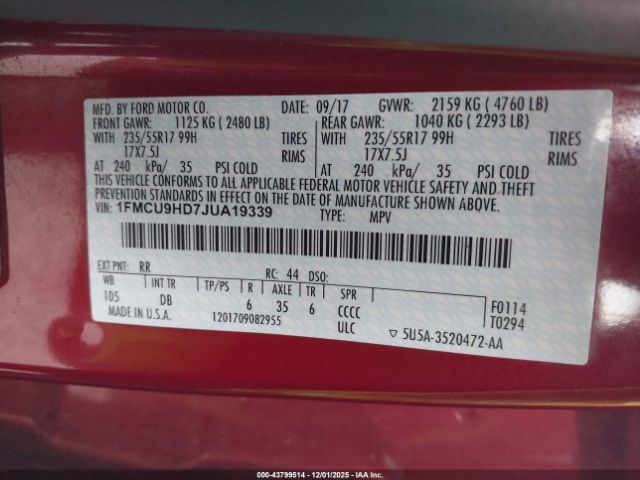 MFD. BY FORD MOTOR CO. DATE: 09/17 GVWR: 2159 KG ( 4760 LB)
FRONT GAWR: 1125 KG ( 2480 LB) REAR GAWR: 1040 KG ( 2293 LB)
WITH 235/55R17 99H TIRES WITH 235/55R17 99H TIRES
17X7.5J RIMS 17X7.5J RIMS
AT 240 kPa/ 35 PSI COLD AT 240 kPa/ 35 PSI COLD
THIS VEHICLE CONFORMS TO ALL APPLICABLE FEDERAL MOTOR VEHICLE SAFETY AND THEFT
PREVENTION STANDARDS IN EFFECT ON THE DATE OF MANUFACTURE SHOWN ABOVE.
VIN: 1FMCU9HD7JUA19339 TYPE: MPV
EXT PNT: RR RC: 44 DSO:
WB INT TR TP/PS R AXLE TR SPR
105 DB 6 35 6 CCCC F0114
MADE IN U.S.A. 1201709082955 ULC T0294
▽ 5U5A-3520472-AA
000-43799514 - 12/01/2025 - IAA Inc.